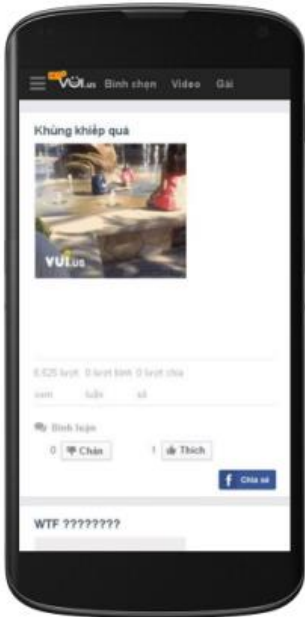 VUI.us Bình chọn Video Gái
Khủng khiếp quá
VUI.us
6.625 lượt 0 lượt bình 0 lượt chia
xem luận sẻ
Bình luận
0 Chán 1 Thích
f Chia sẻ
WTF ????????